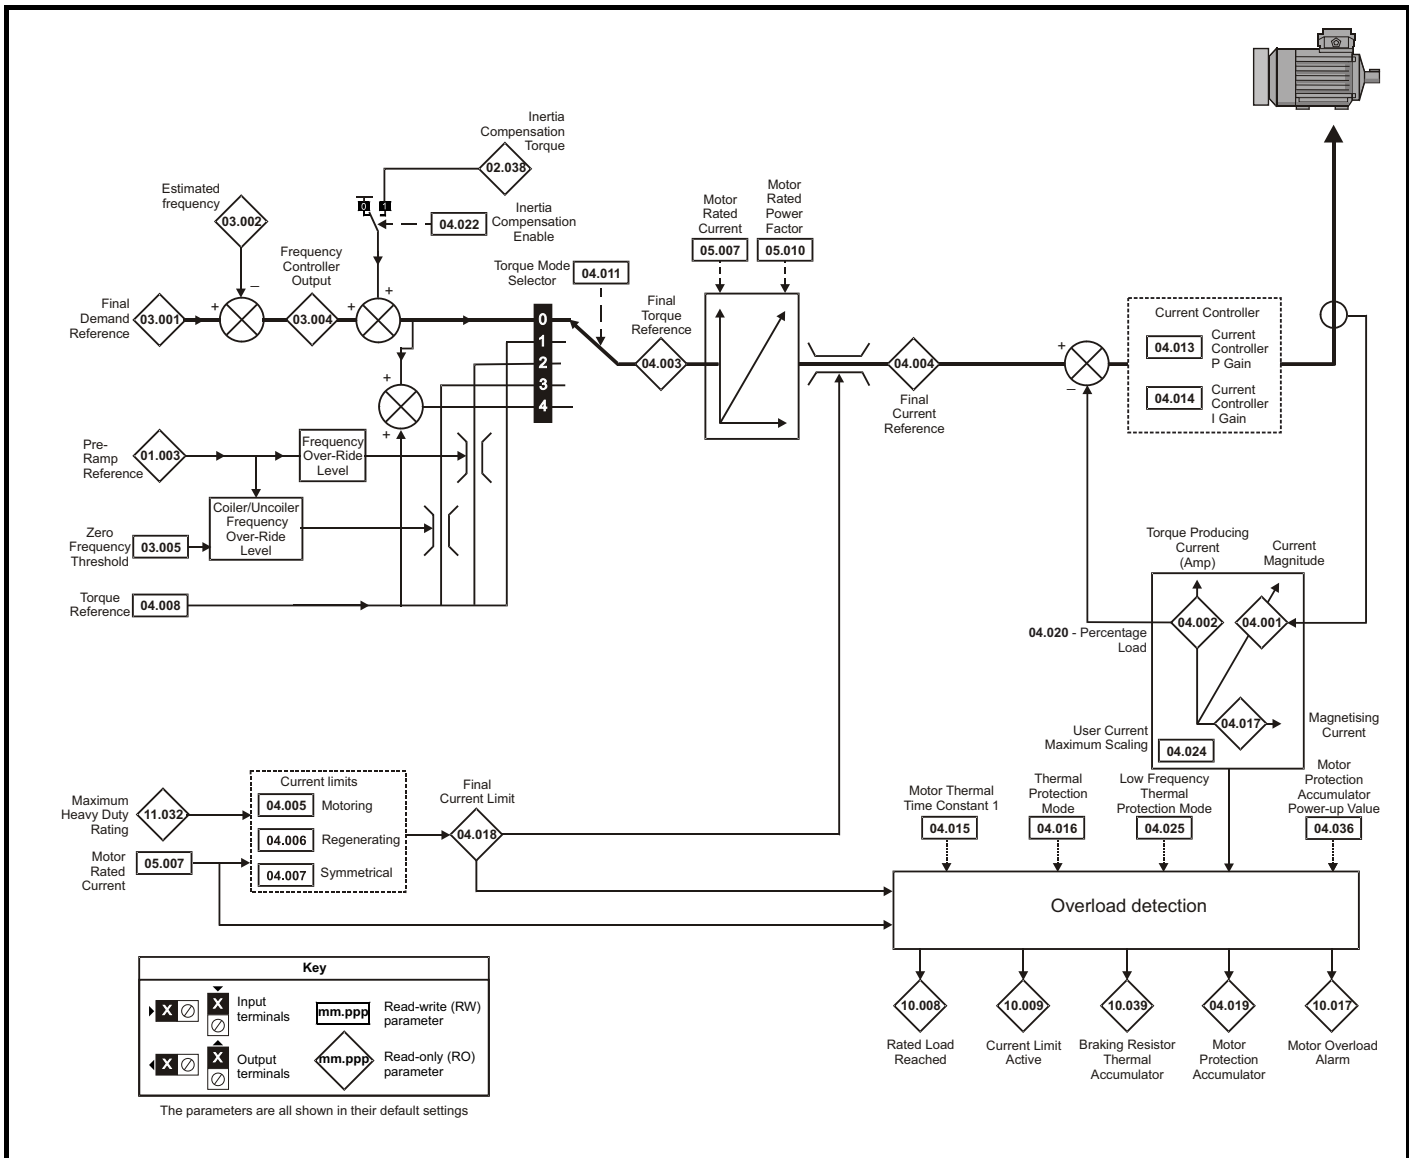 Inertia
Compensation
Torque
02.038
Estimated
frequency
03.002
0
1
04.022
Inertia
Compensation
Enable
Frequency
Controller
Output
Final
Demand
Reference
03.001
+
–
03.004
+
+
Torque Mode
Selector
04.011
0
1
2
3
4
+
+
Final
Torque
Reference
04.003
Motor
Rated
Current
05.007
Motor
Rated
Power
Factor
05.010
04.004
Final
Current
Reference
+
–
Current Controller
04.013
Current
Controller
P Gain
04.014
Current
Controller
I Gain
Pre-
Ramp
Reference
01.003
Frequency
Over-Ride
Level
Coiler/Uncoiler
Frequency
Over-Ride
Level
Zero
Frequency
Threshold
03.005
Torque
Reference
04.008
Torque Producing
Current
(Amp)
Current
Magnitude
04.002
04.001
04.020 - Percentage
Load
04.017
Magnetising
Current
User Current
Maximum Scaling
04.024
Maximum
Heavy Duty
Rating
11.032
Motor
Rated
Current
05.007
Current limits
04.005
Motoring
04.006
Regenerating
04.007
Symmetrical
Final
Current Limit
04.018
Motor Thermal
Time Constant 1
04.015
Thermal
Protection
Mode
04.016
Low Frequency
Thermal
Protection Mode
04.025
Motor
Protection
Accumulator
Power-up Value
04.036
Overload detection
10.008
Rated Load
Reached
10.009
Current Limit
Active
10.039
Braking Resistor
Thermal
Accumulator
04.019
Motor
Protection
Accumulator
10.017
Motor Overload
Alarm
Key
X
X
Input
terminals
mm.ppp
Read-write (RW)
parameter
X
X
Output
terminals
mm.ppp
Read-only (RO)
parameter
The parameters are all shown in their default settings